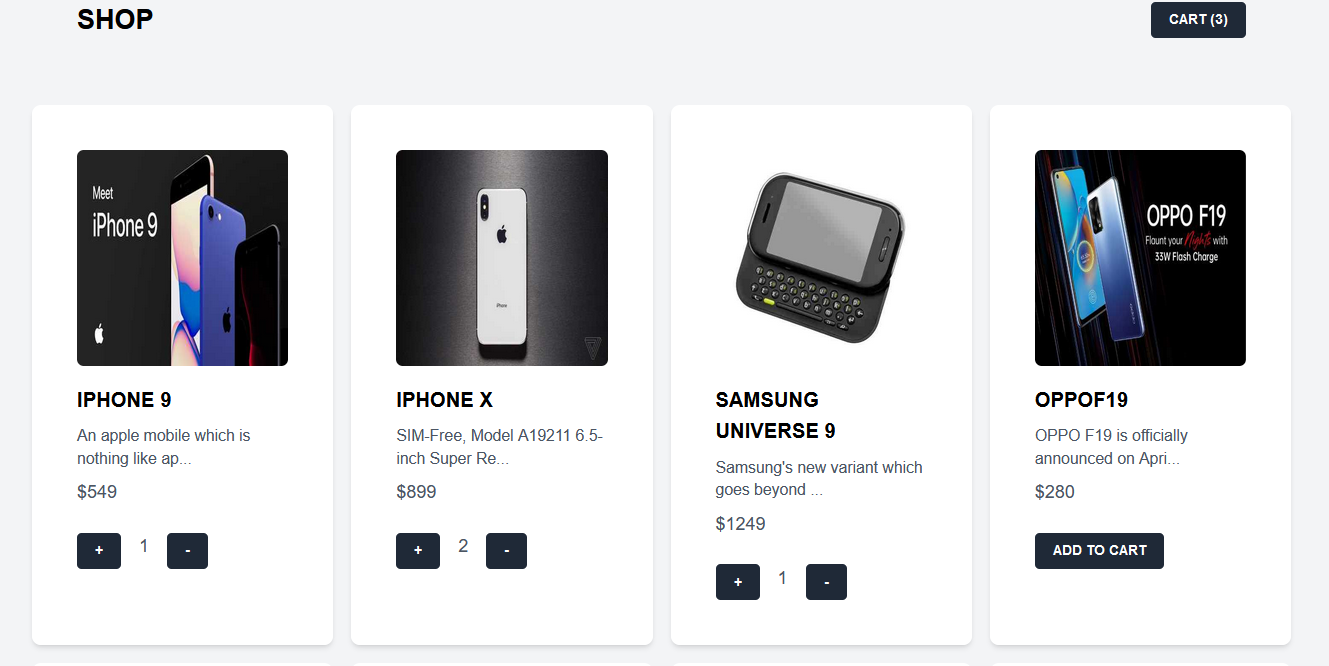 SHOP
CART (3)
Meet
iPhone 9
iPhone
OPPO F19
Flaunt your Nights with
33W Flash Charge
IPHONE 9
An apple mobile which is
nothing like ap...
$549
+ 1 -
IPHONE X
SIM-Free, Model A19211 6.5-
inch Super Re...
$899
+ 2 -
SAMSUNG
UNIVERSE 9
Samsung's new variant which
goes beyond ...
$1249
+ 1 -
OPPOF19
OPPO F19 is officially
announced on Apri...
$280
ADD TO CART